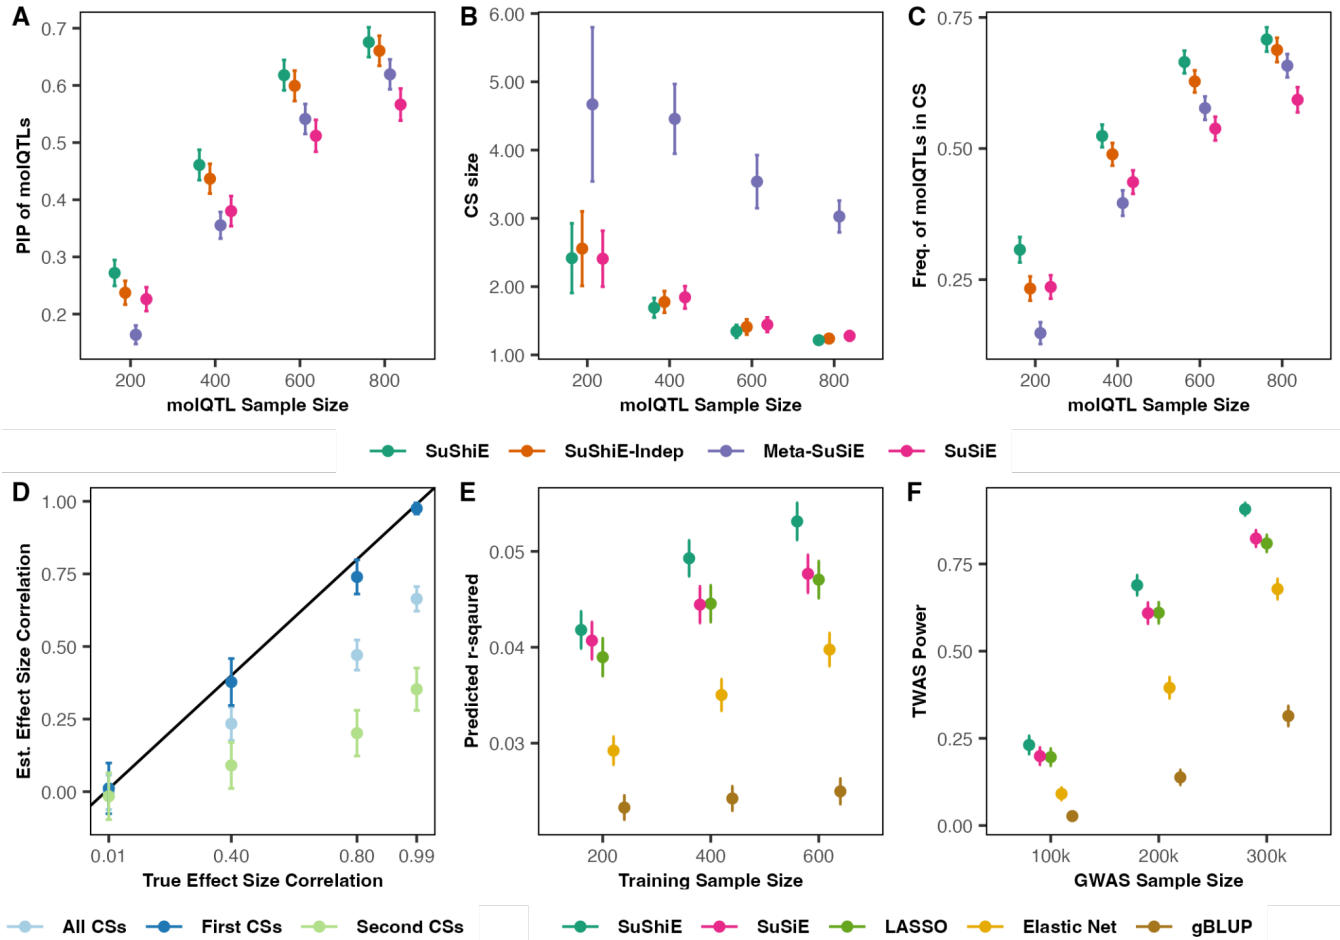 A
PIP of molQTLs
0.7
0.6
0.5
0.4
0.3
0.2
200 400 600 800
molQTL Sample Size
B
CS size
6.00
5.00
4.00
3.00
2.00
1.00
200 400 600 800
molQTL Sample Size
C
Freq. of molQTLs in CS
0.75
0.50
0.25
200 400 600 800
molQTL Sample Size
SuShiE SuShiE-Indep Meta-SuSiE SuSiE
D
Est. Effect Size Correlation
1.00
0.75
0.50
0.25
0.00
0.01 0.40 0.80 0.99
True Effect Size Correlation
All CSs First CSs Second CSs
E
Predicted r-sqaured
0.05
0.04
0.03
200 400 600
Training Sample Size
F
TWAS Power
0.75
0.50
0.25
0.00
100k 200k 300k
GWAS Sample Size
SuShiE SuSiE LASSO Elastic Net gBLUP